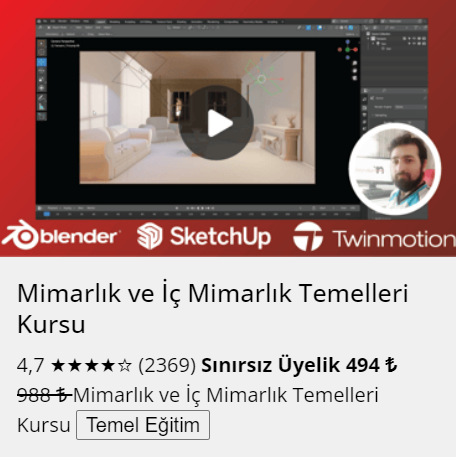 blender
SketchUp
Twinmotion
Mimarlık ve İç Mimarlık Temelleri
Kursu
4,7 ★★★★☆ (2369) Sınırsız Üyelik 494 ₺
988 ₺ Mimarlık ve İç Mimarlık Temelleri
Kursu Temel Eğitim